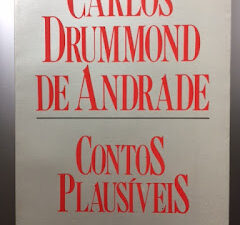 CARLOS
DRUMMOND
DE ANDRADE
CONTOS
PLAUSÍVEIS